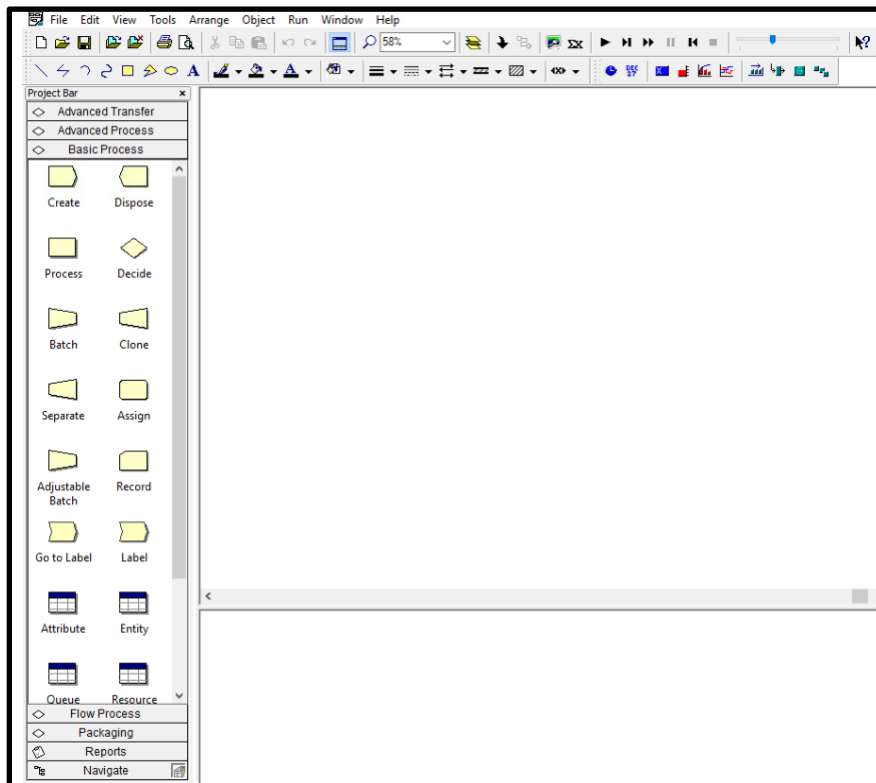 File Edit View Tools Arrange Object Run Window Help
58%
A A
Project Bar
Advanced Transfer
Advanced Process
Basic Process
Create Dispose
Process Decide
Batch Clone
Separate Assign
Adjustable Batch Record
Go to Label Label
Attribute Entity
Queue Resource
Flow Process
Packaging
Reports
Navigate